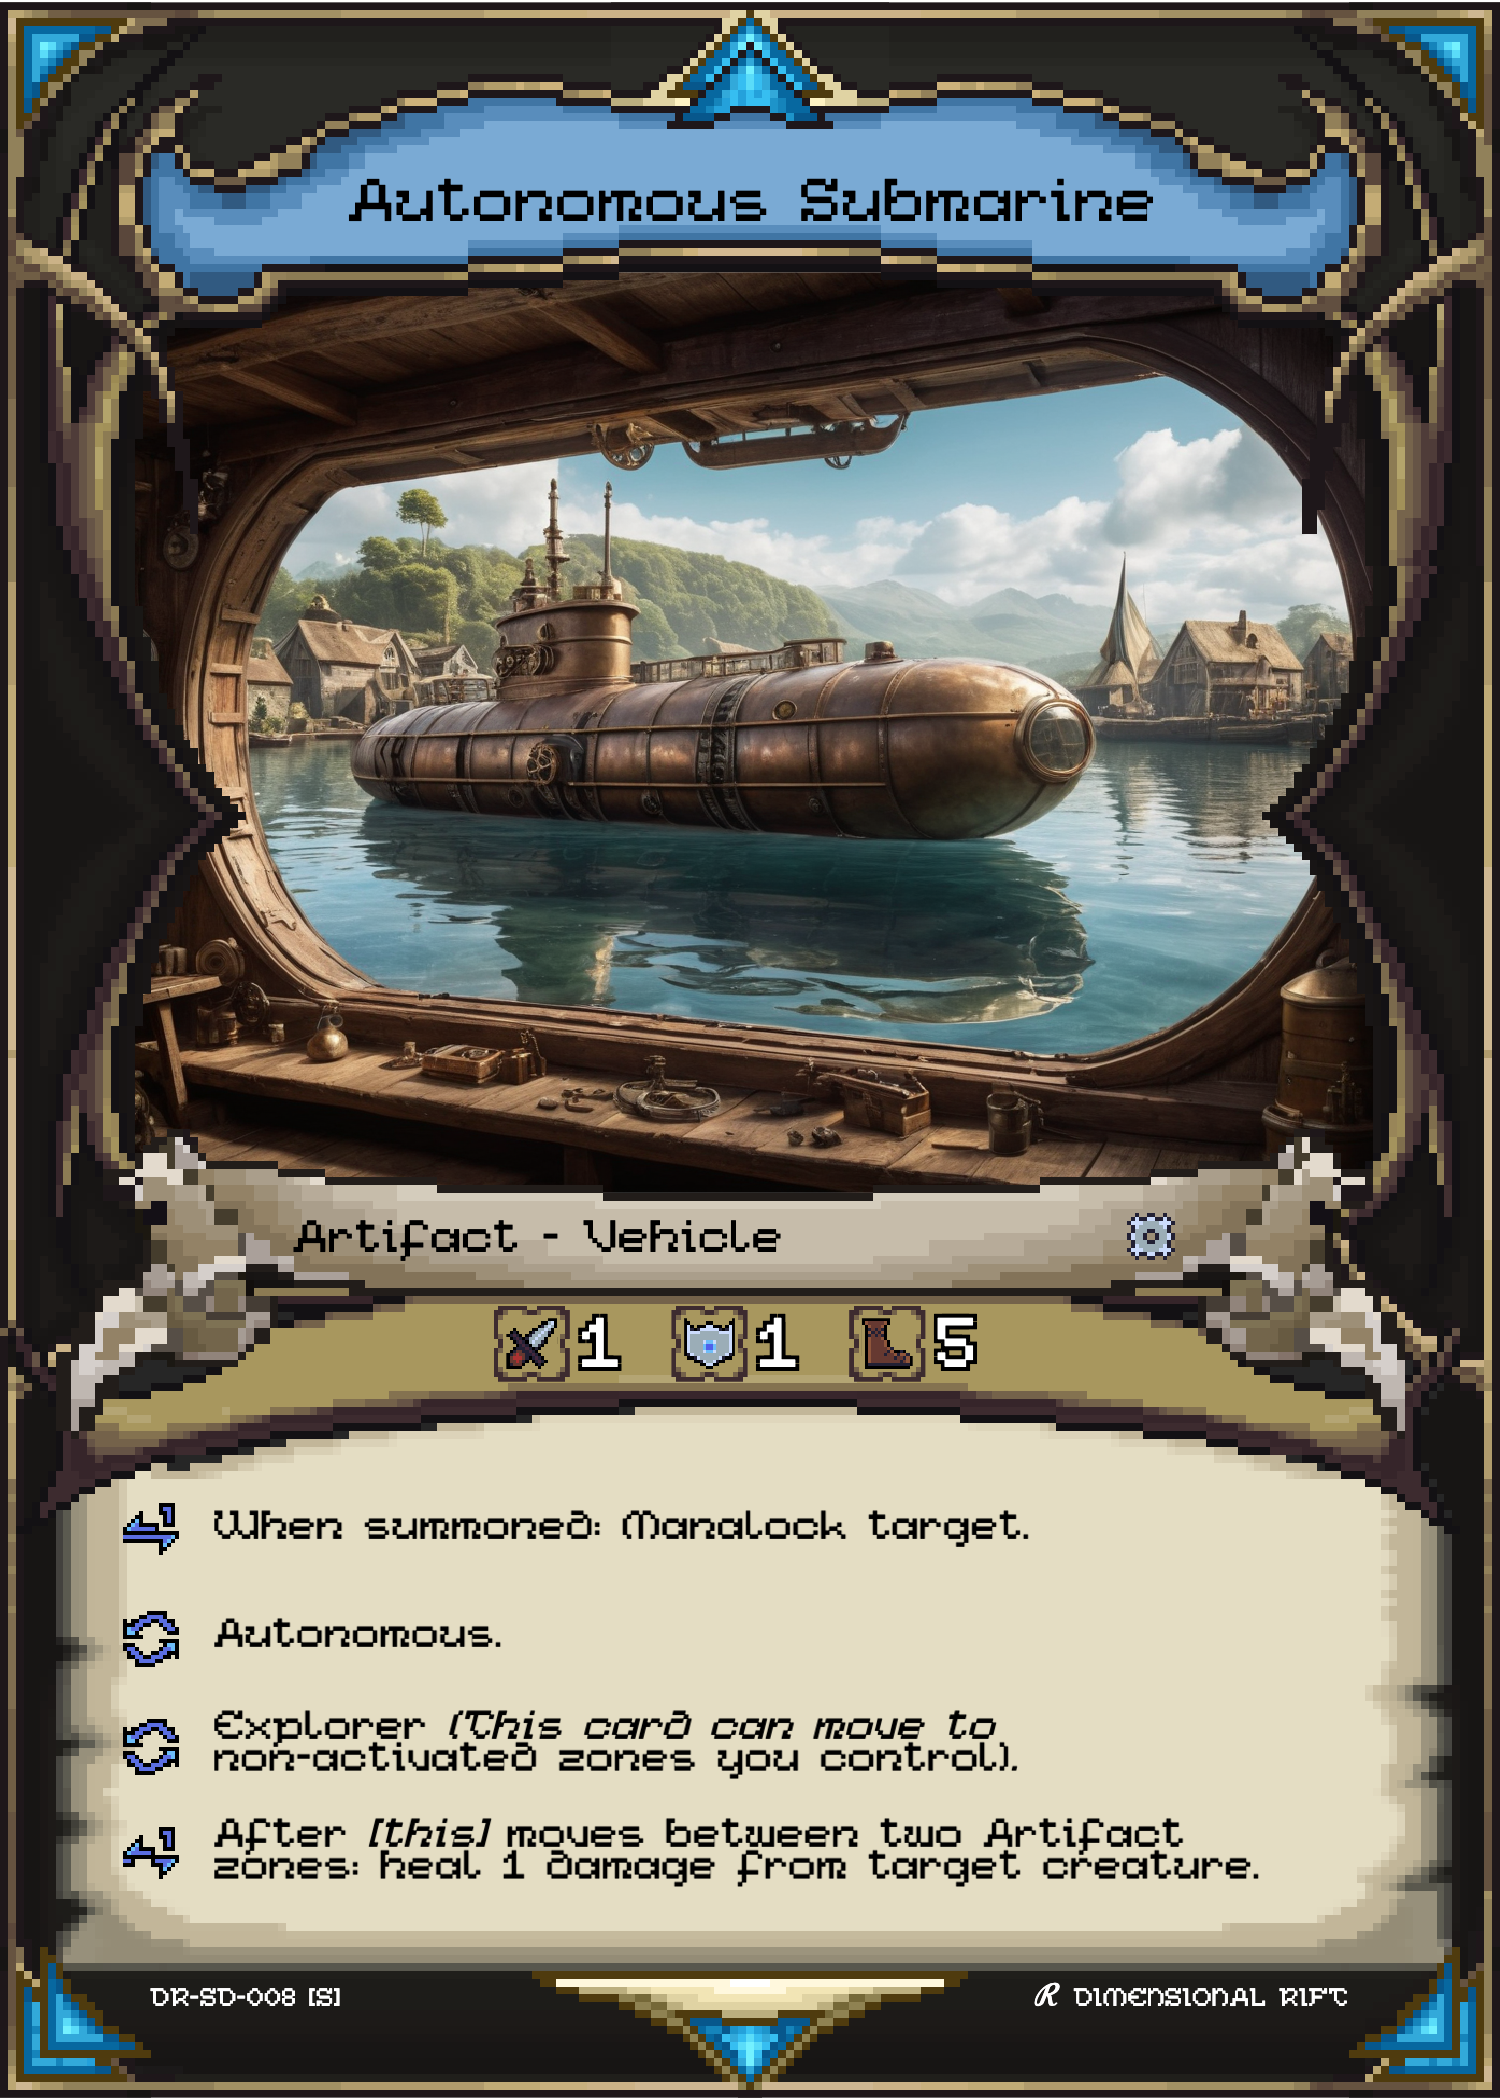 Autonomous Submarine
Artifact - Vehicle
1 1 5
When summoned: Manalock target.
Autonomous.
Explorer (This card can move to
non-activated zones you control).
After [this] moves between two Artifact
zones: heal 1 damage from target creature.
DR-SD-008 [S]
R DIMENSIONAL RIFT